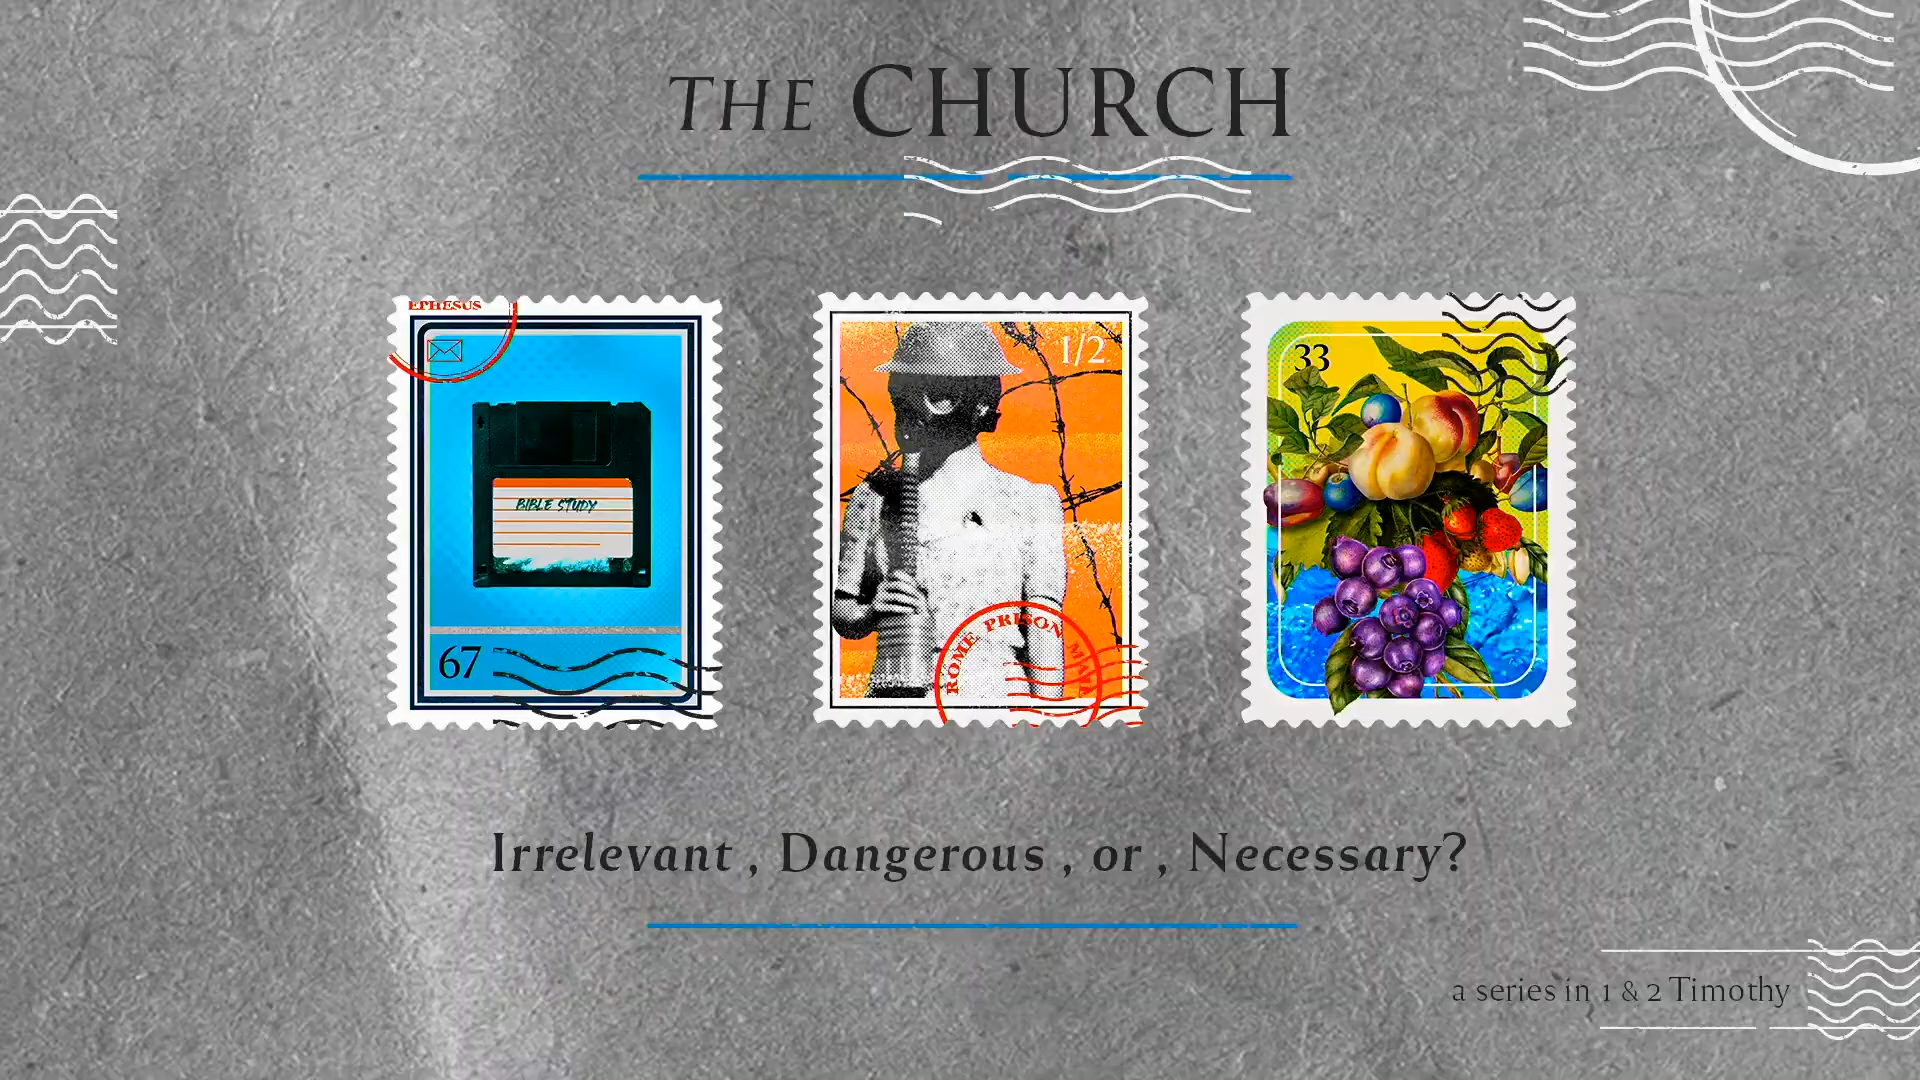 THE CHURCH
EPHESUS
BIBLE STUDY
67
1/2
ROME PRISON
33
Irrelevant , Dangerous , or , Necessary?
a series in 1 & 2 Timothy